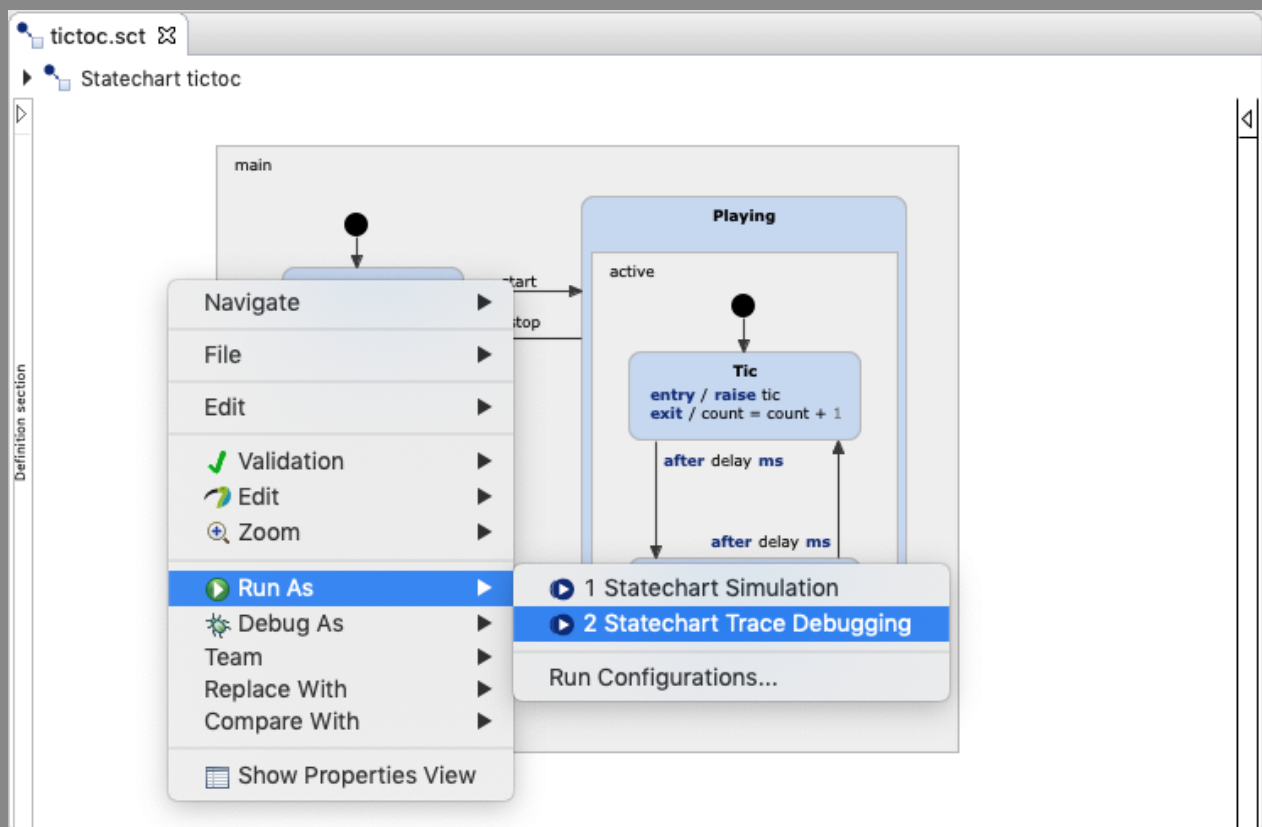 tictoc.sct
Statechart tictoc
Definition section
main
Playing
active
start
stop
Tic
entry / raise tic
exit / count = count + 1
after delay ms
after delay ms
Navigate
File
Edit
Validation
Edit
Zoom
Run As
Debug As
Team
Replace With
Compare With
Show Properties View
1 Statechart Simulation
2 Statechart Trace Debugging
Run Configurations...